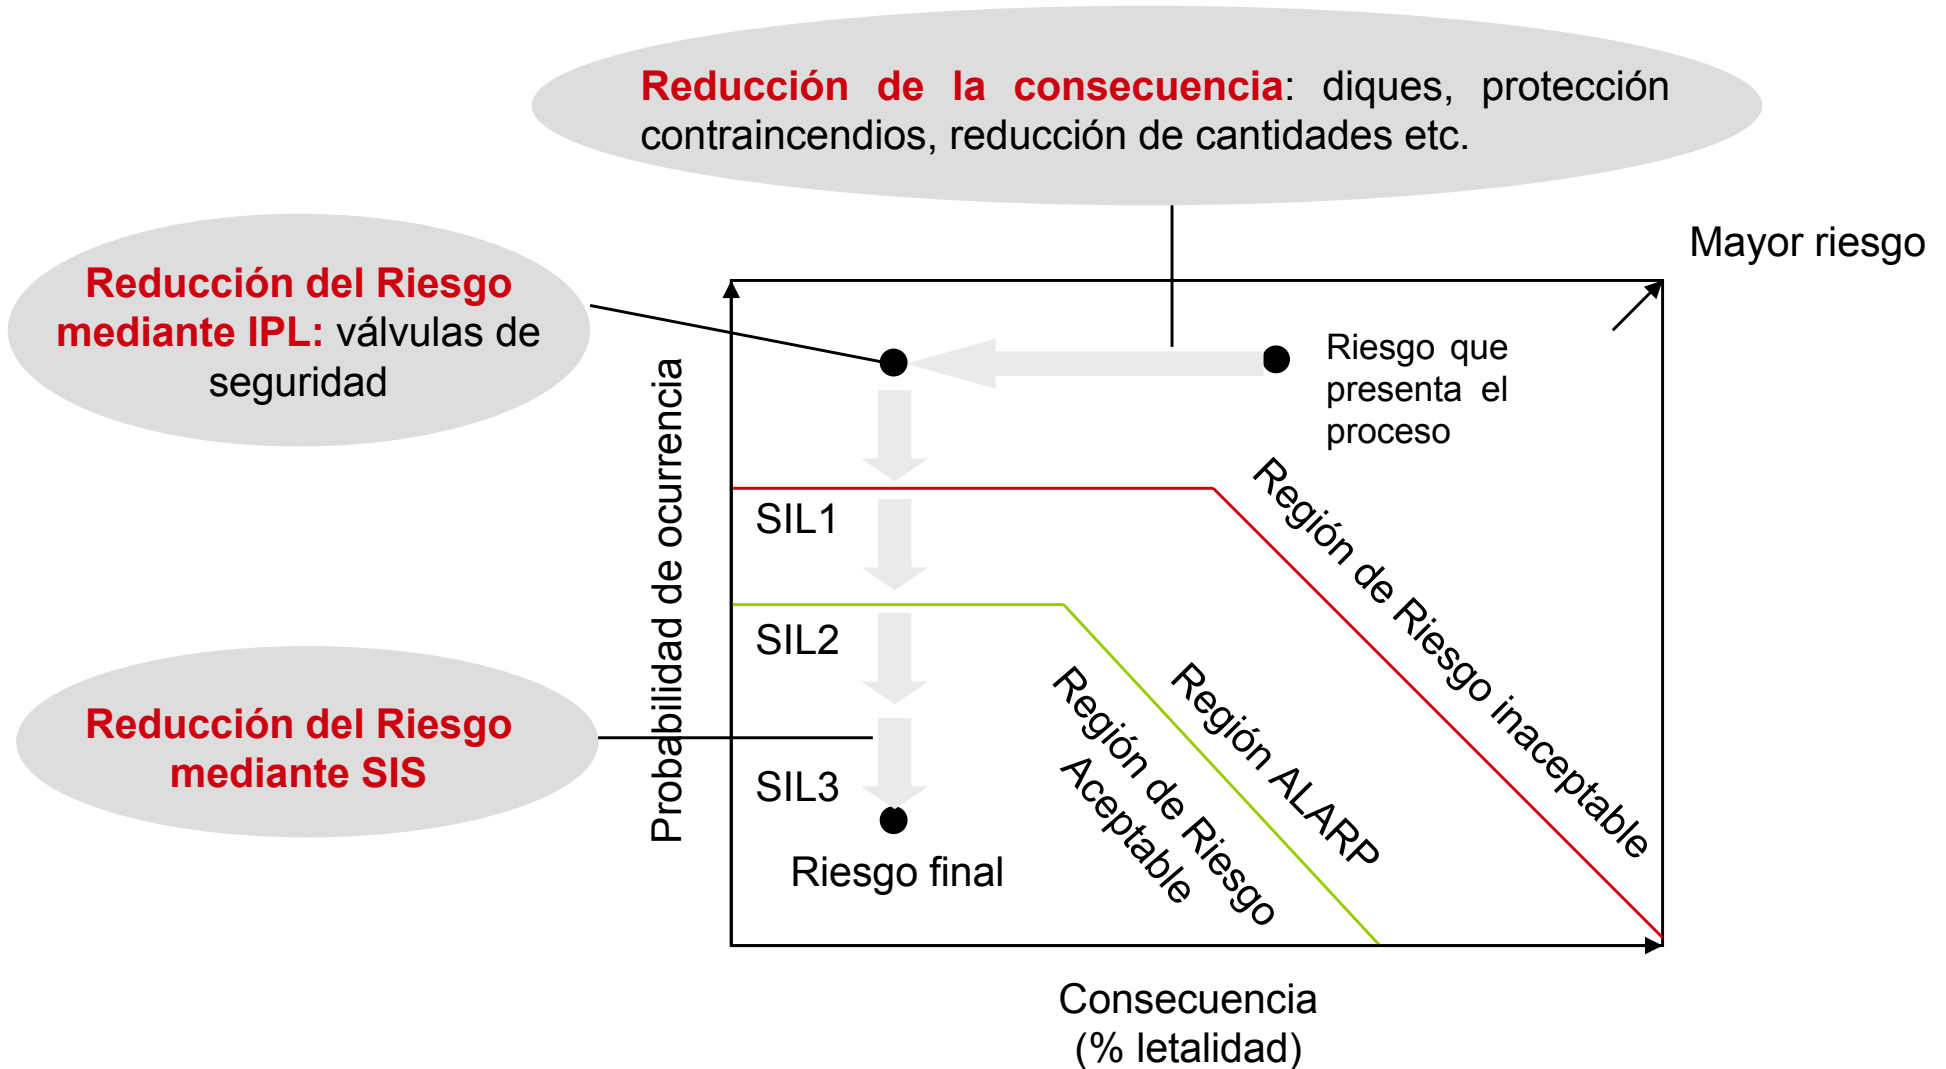 Reducción de la consecuencia: diques, protección
contraincendios, reducción de cantidades etc.
Mayor riesgo
Reducción del Riesgo
mediante IPL: válvulas de
seguridad
Riesgo que
presenta el
proceso
Probabilidad de ocurrencia
SIL1
SIL2
SIL3
Región de Riesgo inaceptable
Región ALARP
Región de Riesgo
Aceptable
Reducción del Riesgo
mediante SIS
Riesgo final
Consecuencia
(% letalidad)